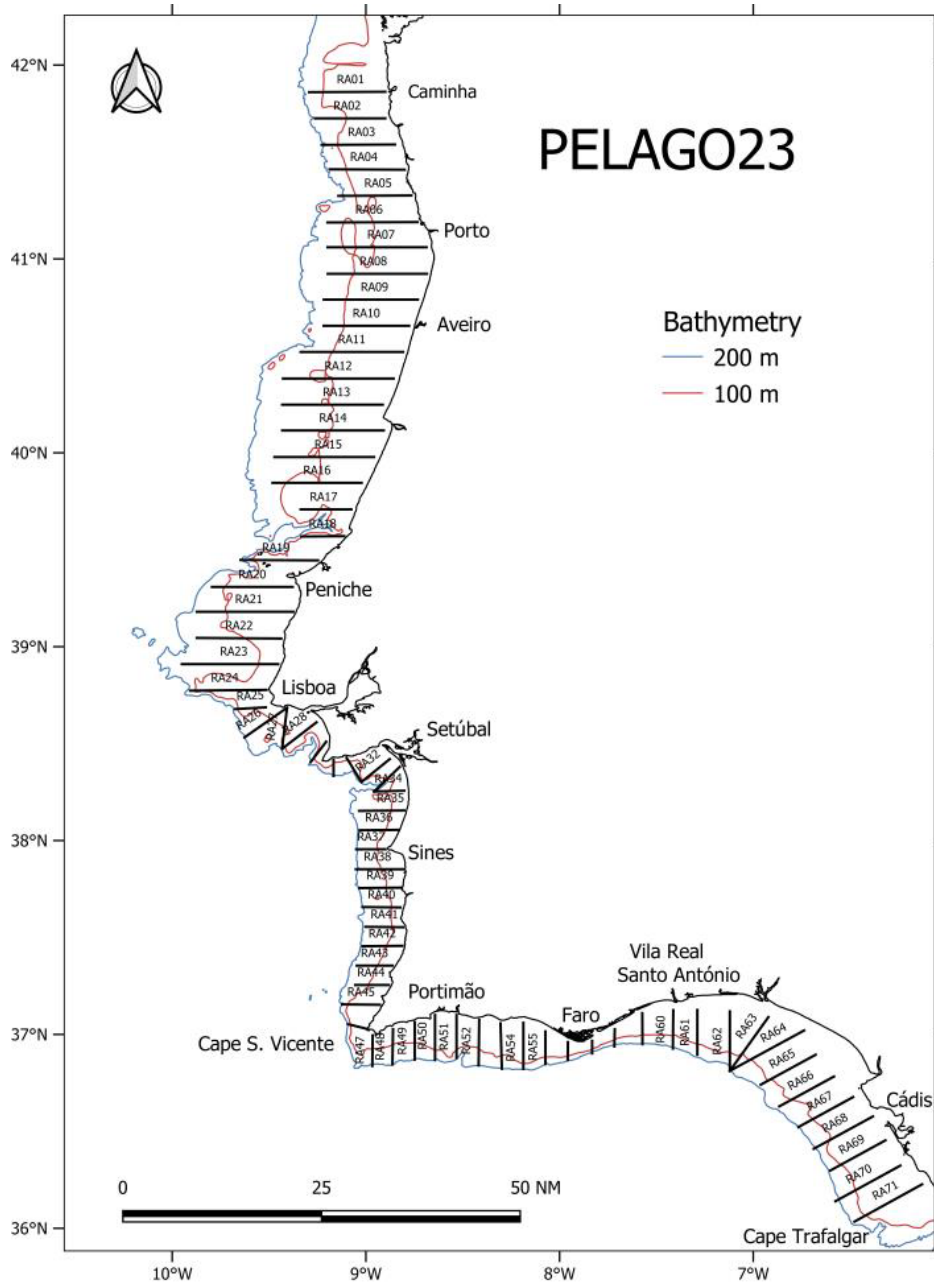 PELAGO23
42°N
41°N
40°N
39°N
38°N
37°N
36°N
10°W
9°W
8°W
7°W
Bathymetry
200 m
100 m
Caminha
Porto
Aveiro
Peniche
Lisboa
Setúbal
Sines
Cape S. Vicente
Portimão
Faro
Vila Real
Santo António
Cádis
Cape Trafalgar
RA01
RA02
RA03
RA04
RA05
RA06
RA07
RA08
RA09
RA10
RA11
RA12
RA13
RA14
RA15
RA16
RA17
RA18
RA19
RA20
RA21
RA22
RA23
RA24
RA25
RA26
RA28
RA32
RA34
RA35
RA36
RA37
RA38
RA39
RA40
RA41
RA42
RA43
RA44
RA45
RA47
RA48
RA49
RA50
RA51
RA52
RA54
RA55
RA60
RA61
RA62
RA63
RA64
RA65
RA66
RA67
RA68
RA69
RA70
RA71
0
25
50 NM